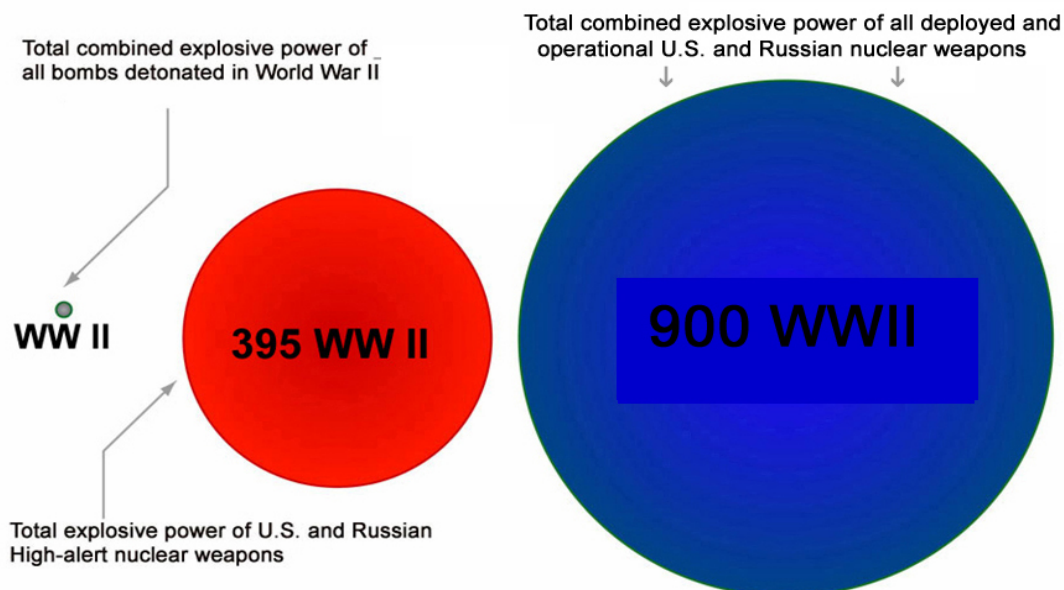 Total combined explosive power of
all bombs detonated in World War II
Total combined explosive power of all deployed and
operational U.S. and Russian nuclear weapons
WW II
395 WW II
900 WWII
Total explosive power of U.S. and Russian
High-alert nuclear weapons